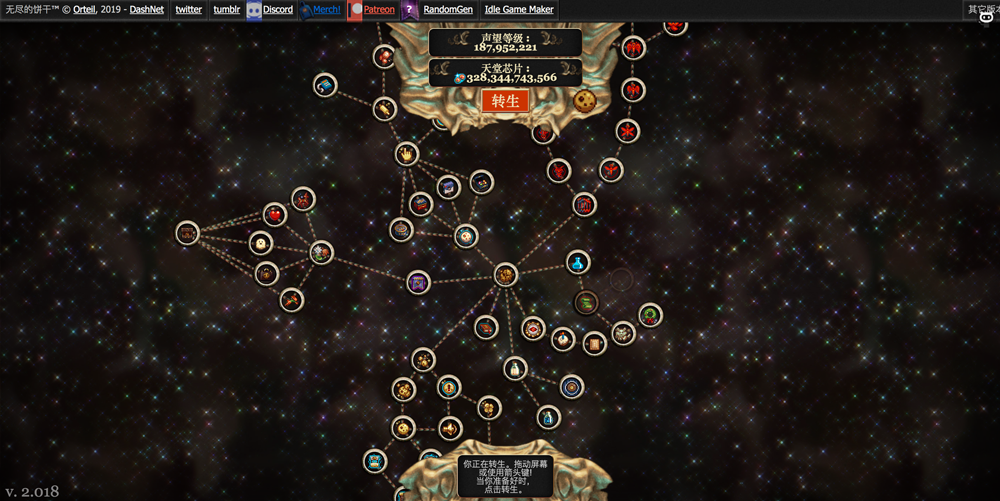 无尽的饼干™ © Orteil, 2019 - DashNet twitter tumblr Discord Merch! Patreon RandomGen Idle Game Maker 其它版本
声望等级：
187,952,221
天堂芯片：
328,344,743,566
转生
你正在转生。拖动屏幕
或使用箭头键!
当你准备好时,
点击转生。
v. 2.018